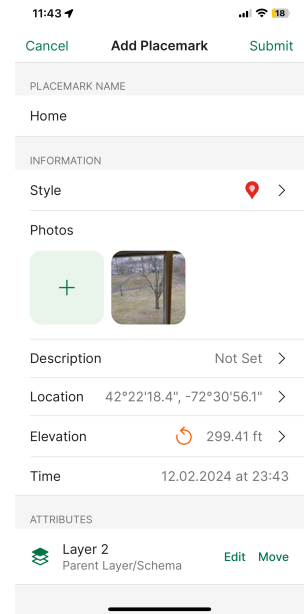 11:43
18
Cancel Add Placemark Submit
PLACEMARK NAME
Home
INFORMATION
Style
Photos
+
Description Not Set
Location 42°22'18.4", -72°30'56.1"
Elevation 299.41 ft
Time 12.02.2024 at 23:43
ATTRIBUTES
Layer 2
Parent Layer/Schema
Edit Move